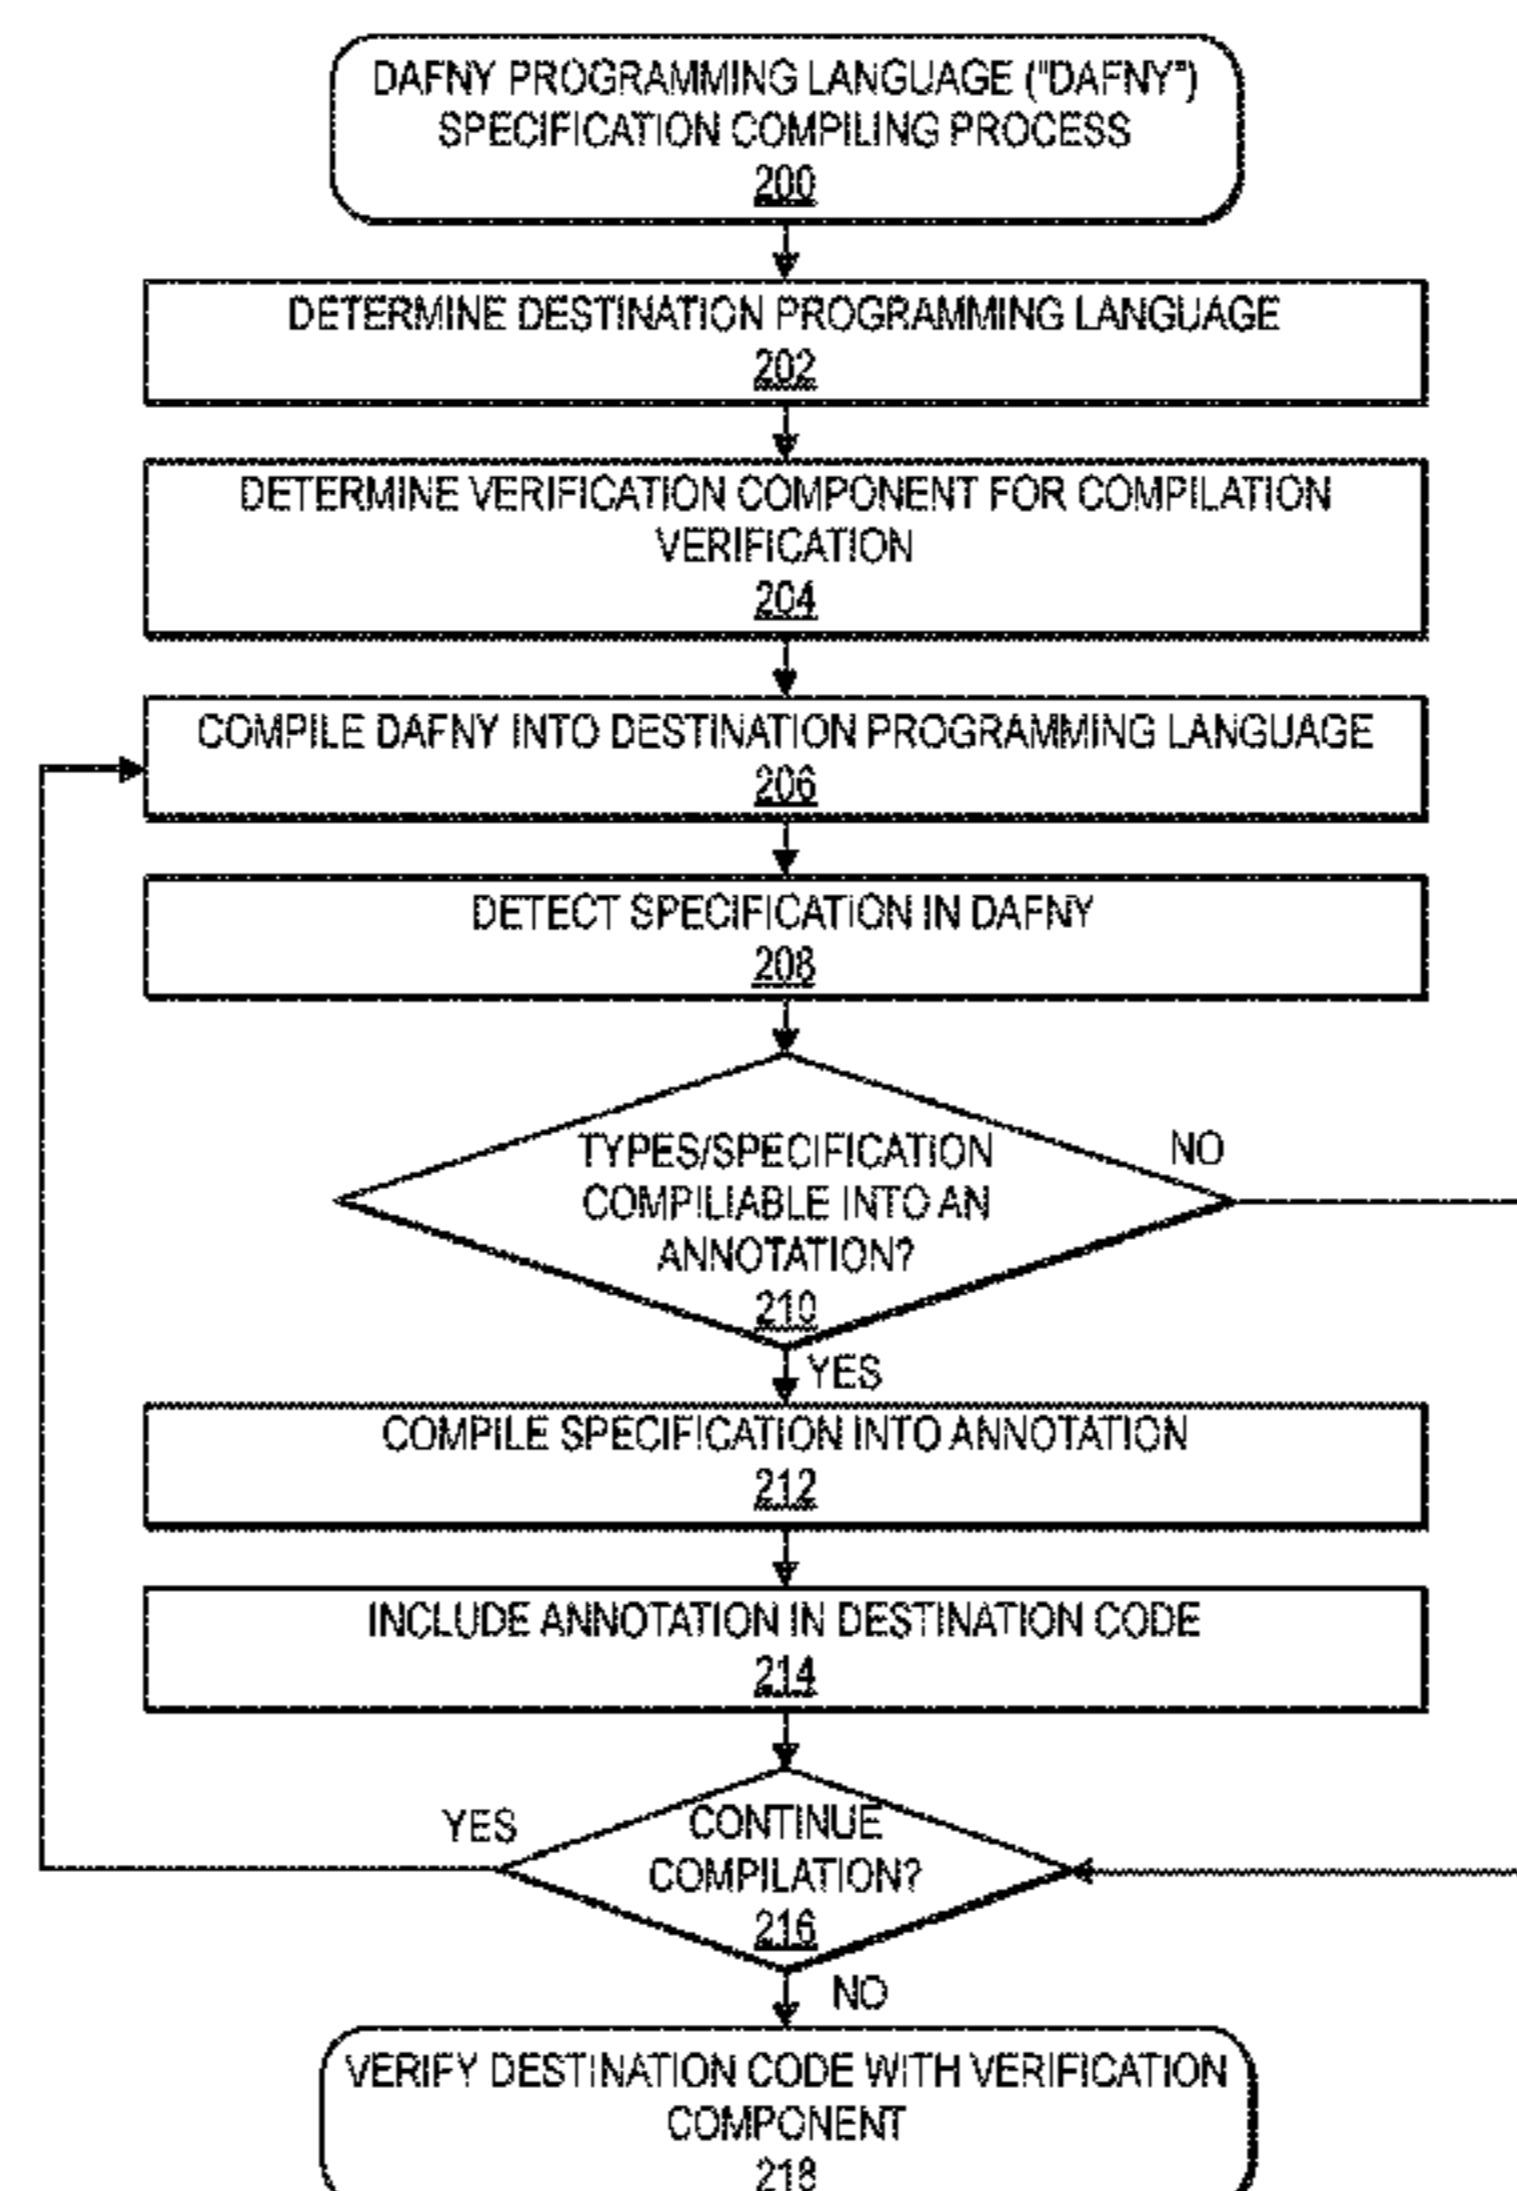 DAFNY PROGRAMMING LANGUAGE ("DAFNY")
SPECIFICATION COMPILING PROCESS
200
DETERMINE DESTINATION PROGRAMMING LANGUAGE
202
DETERMINE VERIFICATION COMPONENT FOR COMPILATION
VERIFICATION
204
COMPILE DAFNY INTO DESTINATION PROGRAMMING LANGUAGE
206
DETECT SPECIFICATION IN DAFNY
208
TYPES/SPECIFICATION
COMPILIABLE INTO AN
ANNOTATION?
210
NO
YES
COMPILE SPECIFICATION INTO ANNOTATION
212
INCLUDE ANNOTATION IN DESTINATION CODE
214
YES
CONTINUE
COMPILATION?
216
NO
VERIFY DESTINATION CODE WITH VERIFICATION
COMPONENT
218